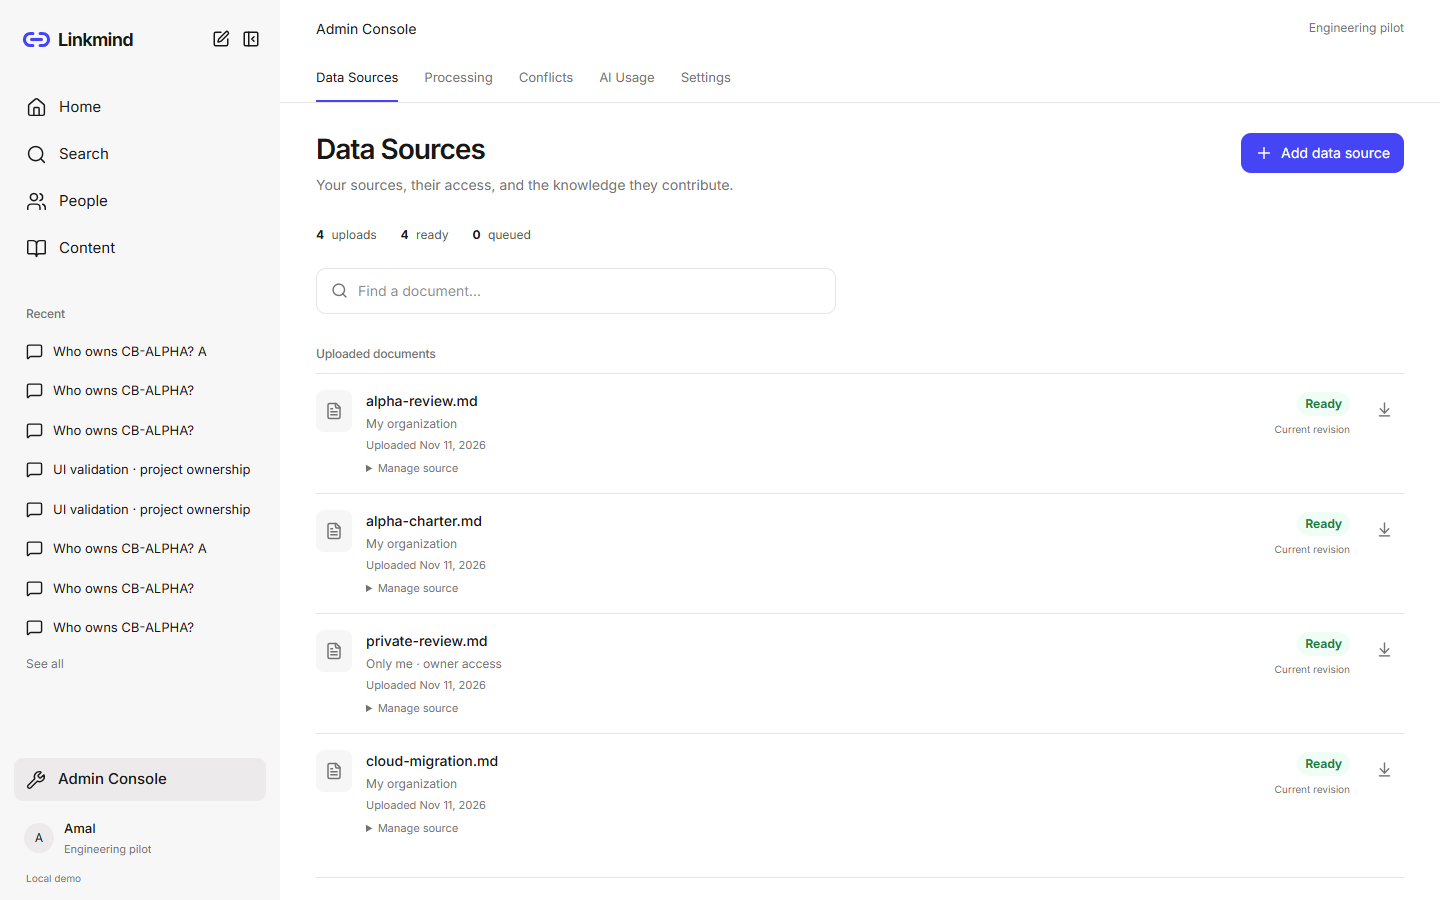 Linkmind
Home
Search
People
Content
Recent
Who owns CB-ALPHA? A
Who owns CB-ALPHA?
Who owns CB-ALPHA?
UI validation · project ownership
UI validation · project ownership
Who owns CB-ALPHA? A
Who owns CB-ALPHA?
Who owns CB-ALPHA?
See all
Admin Console
A
Amal
Engineering pilot
Local demo
Admin Console
Engineering pilot
Data Sources
Processing
Conflicts
AI Usage
Settings
Data Sources
Your sources, their access, and the knowledge they contribute.
Add data source
4 uploads
4 ready
0 queued
Find a document...
Uploaded documents
alpha-review.md
My organization
Uploaded Nov 11, 2026
Manage source
Ready
Current revision
alpha-charter.md
My organization
Uploaded Nov 11, 2026
Manage source
Ready
Current revision
private-review.md
Only me · owner access
Uploaded Nov 11, 2026
Manage source
Ready
Current revision
cloud-migration.md
My organization
Uploaded Nov 11, 2026
Manage source
Ready
Current revision